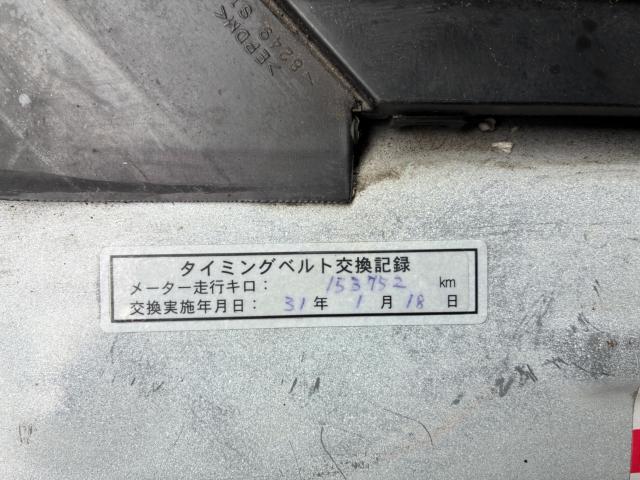 >EPDM<
タイミングベルト交換記録
メーター走行キロ: 153752 km
交換実施年月日: 31 年 1 月 18 日